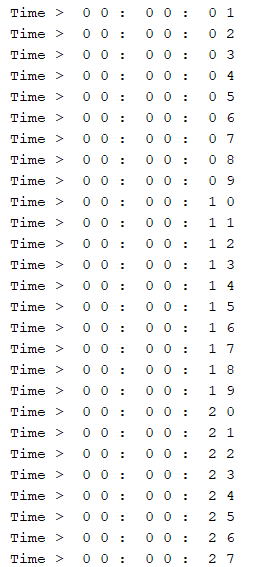 Time >  0 0 :  0 0 :  0 1
Time >  0 0 :  0 0 :  0 2
Time >  0 0 :  0 0 :  0 3
Time >  0 0 :  0 0 :  0 4
Time >  0 0 :  0 0 :  0 5
Time >  0 0 :  0 0 :  0 6
Time >  0 0 :  0 0 :  0 7
Time >  0 0 :  0 0 :  0 8
Time >  0 0 :  0 0 :  0 9
Time >  0 0 :  0 0 :  1 0
Time >  0 0 :  0 0 :  1 1
Time >  0 0 :  0 0 :  1 2
Time >  0 0 :  0 0 :  1 3
Time >  0 0 :  0 0 :  1 4
Time >  0 0 :  0 0 :  1 5
Time >  0 0 :  0 0 :  1 6
Time >  0 0 :  0 0 :  1 7
Time >  0 0 :  0 0 :  1 8
Time >  0 0 :  0 0 :  1 9
Time >  0 0 :  0 0 :  2 0
Time >  0 0 :  0 0 :  2 1
Time >  0 0 :  0 0 :  2 2
Time >  0 0 :  0 0 :  2 3
Time >  0 0 :  0 0 :  2 4
Time >  0 0 :  0 0 :  2 5
Time >  0 0 :  0 0 :  2 6
Time >  0 0 :  0 0 :  2 7